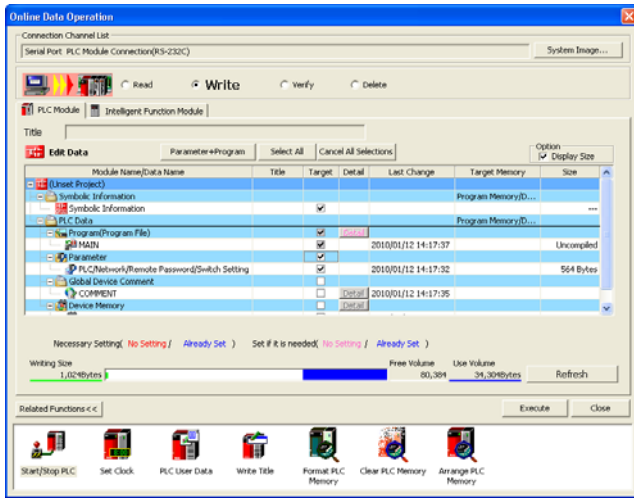 Online Data Operation
Connection Channel List
Serial Port PLC Module Connection(RS-232C)
System Image...
Read
Write
Verify
Delete
PLC Module
Intelligent Function Module
Title
Edit Data
Parameter+Program
Select All
Cancel All Selections
Option
Display Size
Module Name/Data Name Title Target Detail Last Change Target Memory Size
(Unset Project)
Symbolic Information Program Memory/D...
Symbolic Information ---
PLC Data Program Memory/D...
Program(Program File) Detail
MAIN 2010/01/12 14:17:37 Uncompiled
Parameter
PLC/Network/Remote Password/Switch Setting 2010/01/12 14:17:32 564 Bytes
Global Device Comment
COMMENT Detail 2010/01/12 14:17:35
Device Memory Detail
Necessary Setting( No Setting / Already Set ) Set if it is needed( No Setting / Already Set )
Writing Size Free Volume Use Volume
1,024Bytes 80,384 34,304Bytes Refresh
Related Functions<<
Execute
Close
Start/Stop PLC
Set Clock
PLC User Data
Write Title
Format PLC Memory
Clear PLC Memory
Arrange PLC Memory